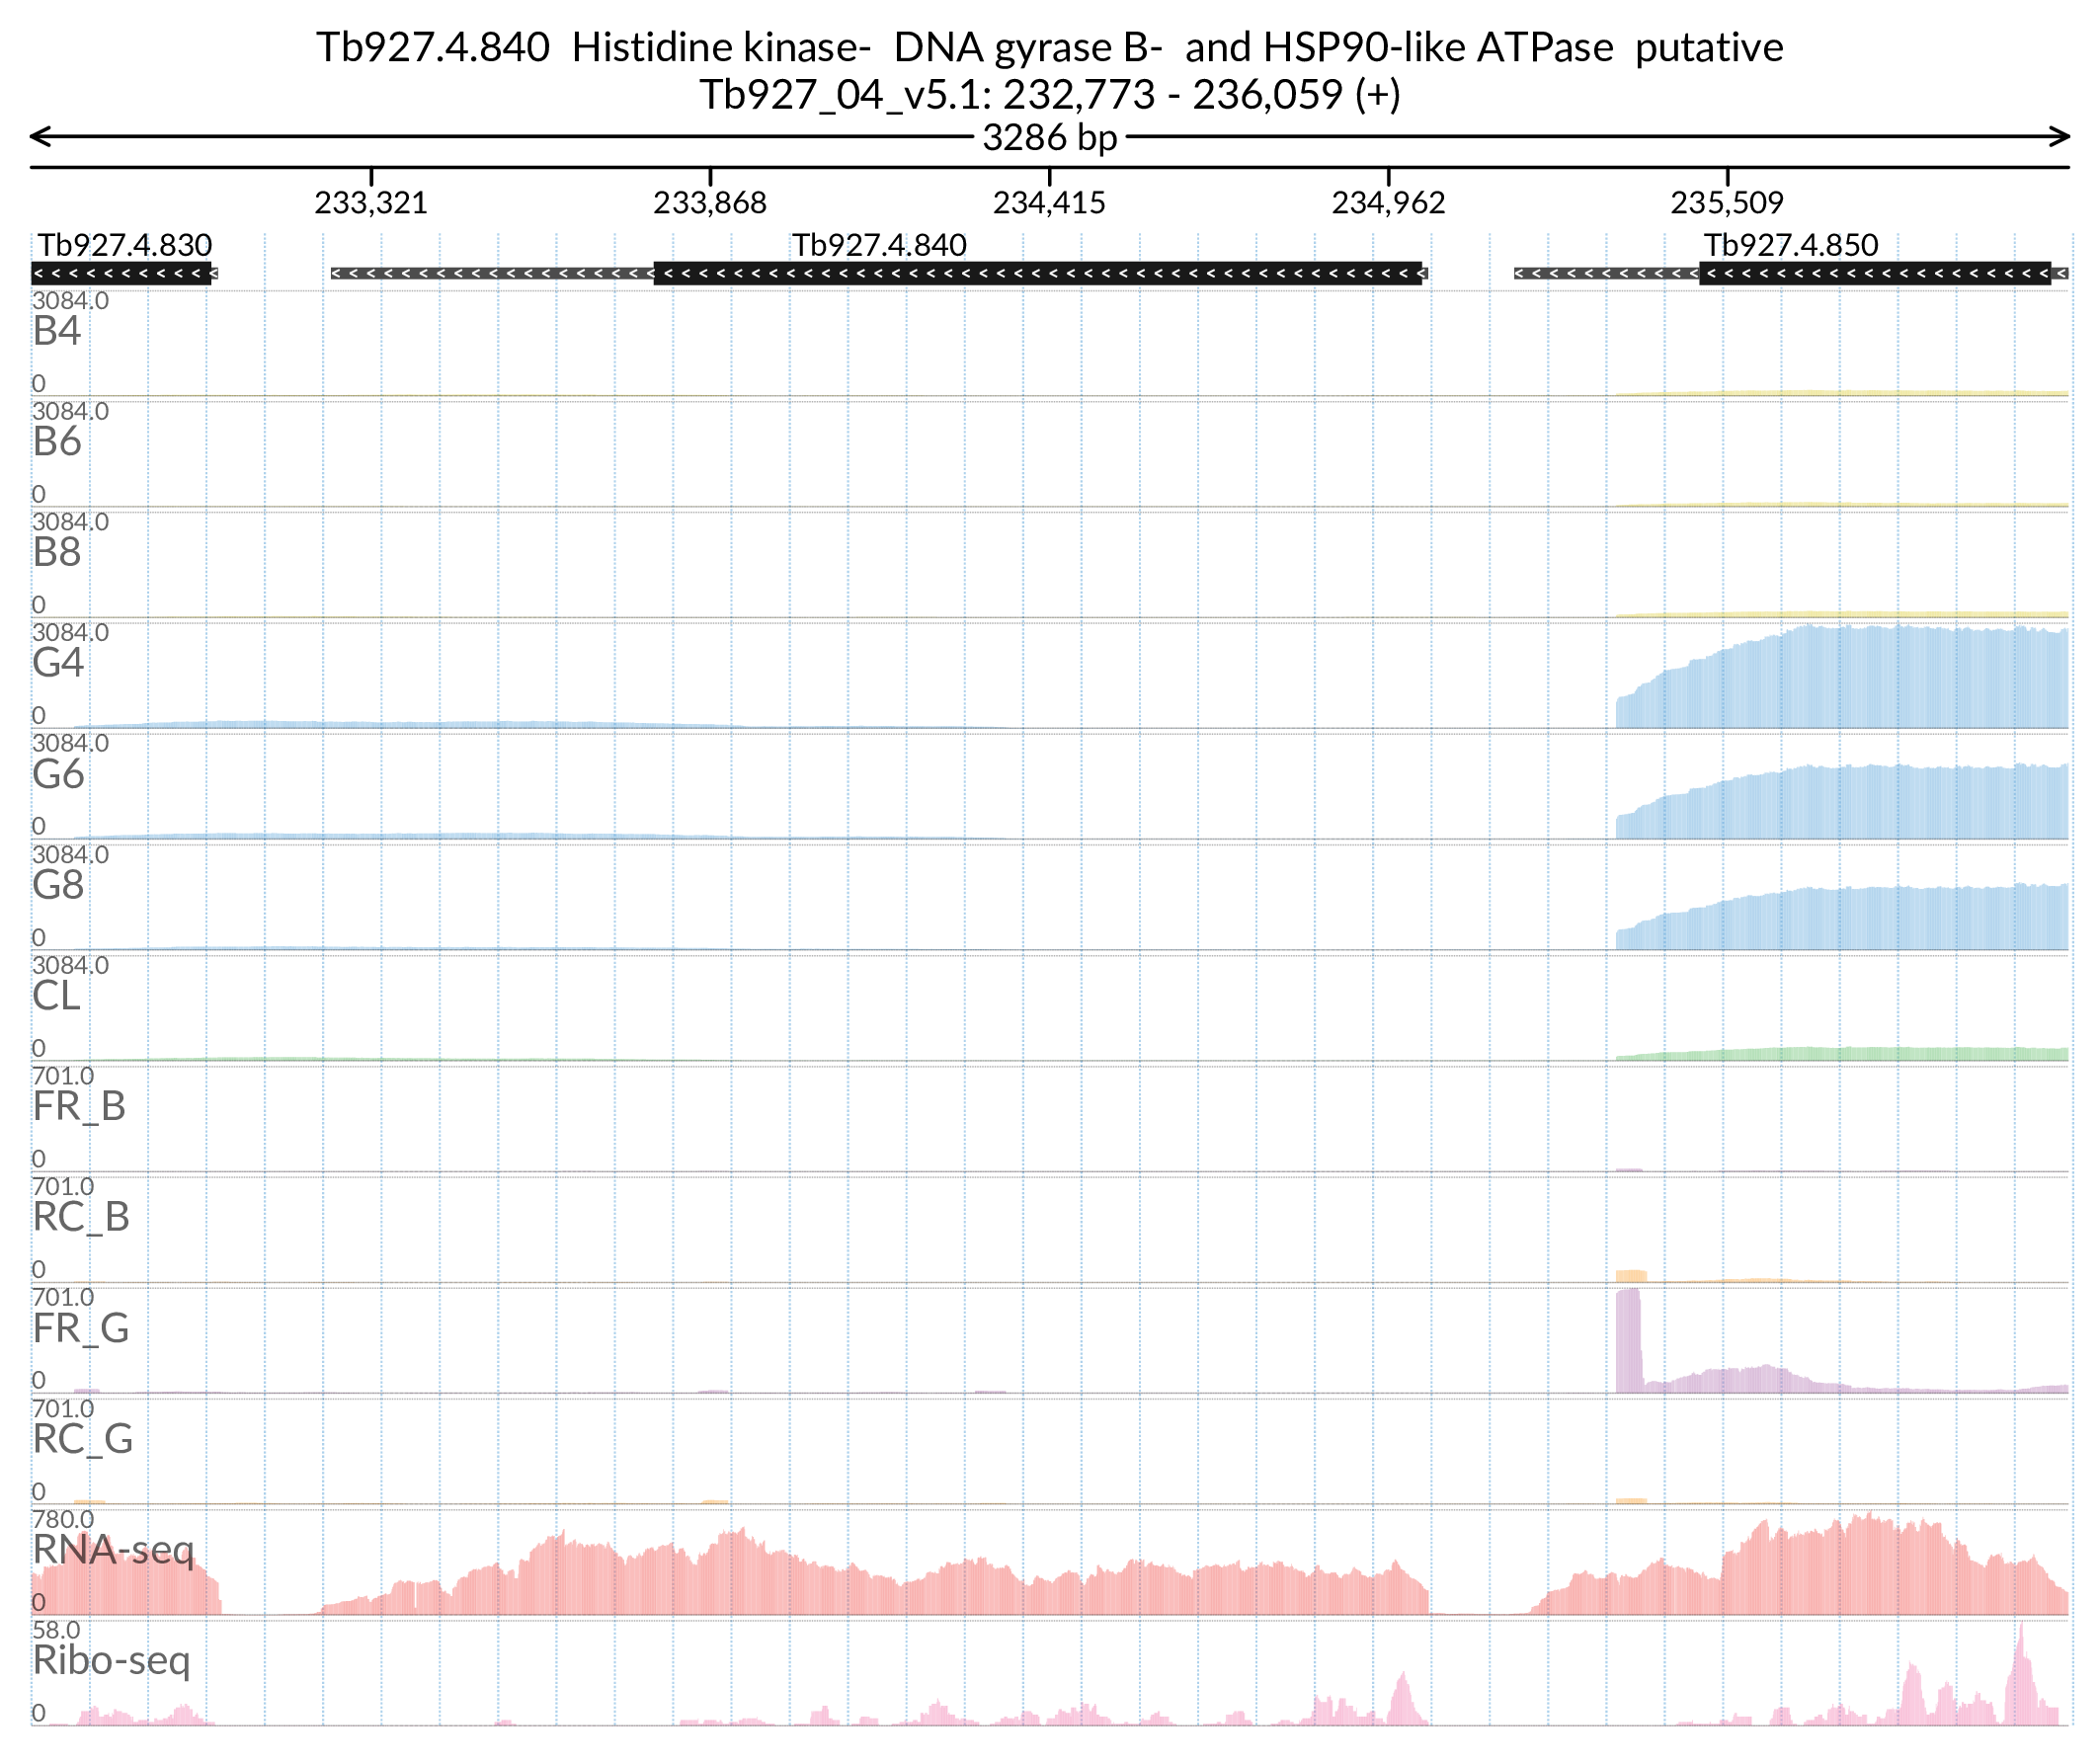 Tb927.4.840  Histidine kinase-  DNA gyrase B-  and HSP90-like ATPase  putative
Tb927_04_v5.1: 232,773 - 236,059 (+)
3286 bp
233,321 233,868 234,415 234,962 235,509
Tb927.4.830 Tb927.4.840 Tb927.4.850
3084.0
B4
0
3084.0
B6
0
3084.0
B8
0
3084.0
G4
0
3084.0
G6
0
3084.0
G8
0
3084.0
CL
0
701.0
FR_B
0
701.0
RC_B
0
701.0
FR_G
0
701.0
RC_G
0
780.0
RNA-seq
0
58.0
Ribo-seq
0